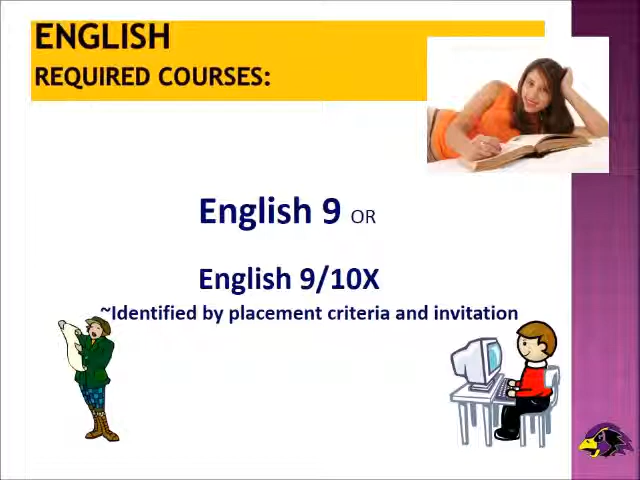 ENGLISH
REQUIRED COURSES:
English 9 OR
English 9/10X
~Identified by placement criteria and invitation